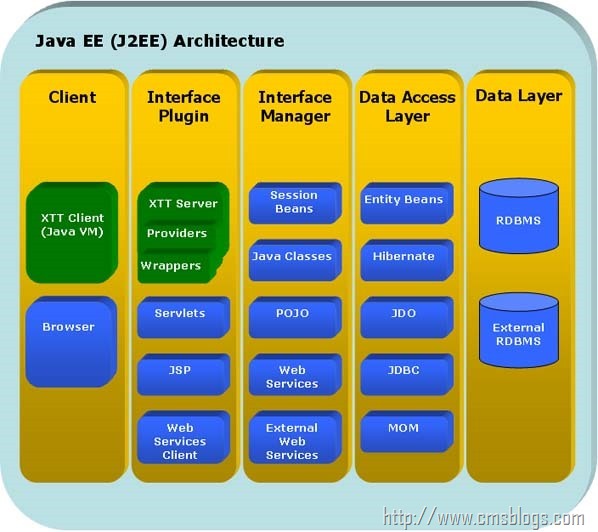 Java EE (J2EE) Architecture
Client
XTT Client
(Java VM)
Browser
Interface
Plugin
XTT Server
Providers
Wrappers
Servlets
JSP
Web
Services
Client
Interface
Manager
Session
Beans
Java Classes
POJO
Web
Services
External
Web
Services
Data Access
Layer
Entity Beans
Hibernate
JDO
JDBC
MOM
Data Layer
RDBMS
External
RDBMS
http://www.cmsblogs.com